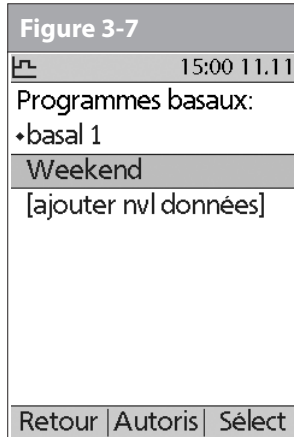 Figure 3-7
15:00 11.11
Programmes basaux:
basal 1
Weekend
[ajouter nvl données]
Retour | Autoris | Sélect